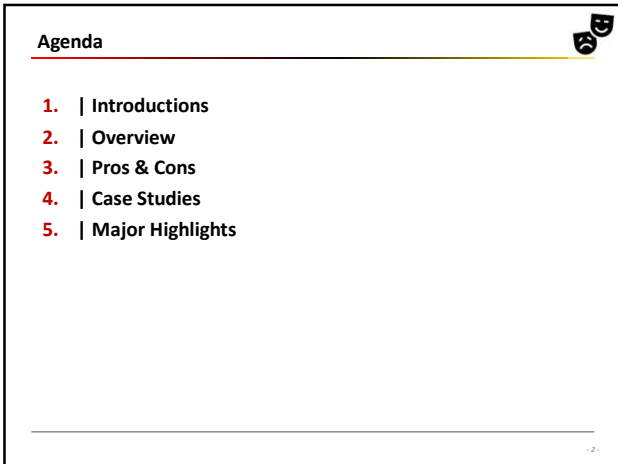 Agenda
1. | Introductions
2. | Overview
3. | Pros & Cons
4. | Case Studies
5. | Major Highlights
- 2 -